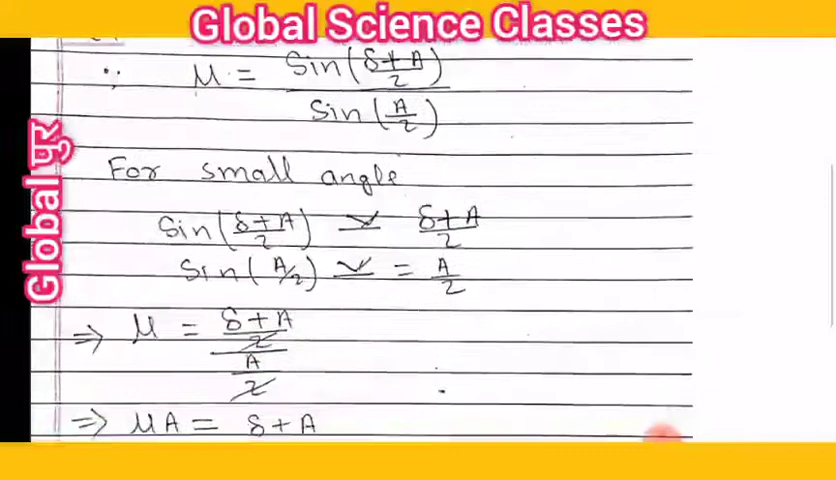 Global Science Classes
Global पुर
∵ μ = Sin(δ+A/2) / Sin(A/2)
For small angle
Sin(δ+A/2) ≃ δ+A/2
Sin(A/2) ≃ = A/2
⇒ μ = δ+A/2 / A/2
⇒ μA = δ+A